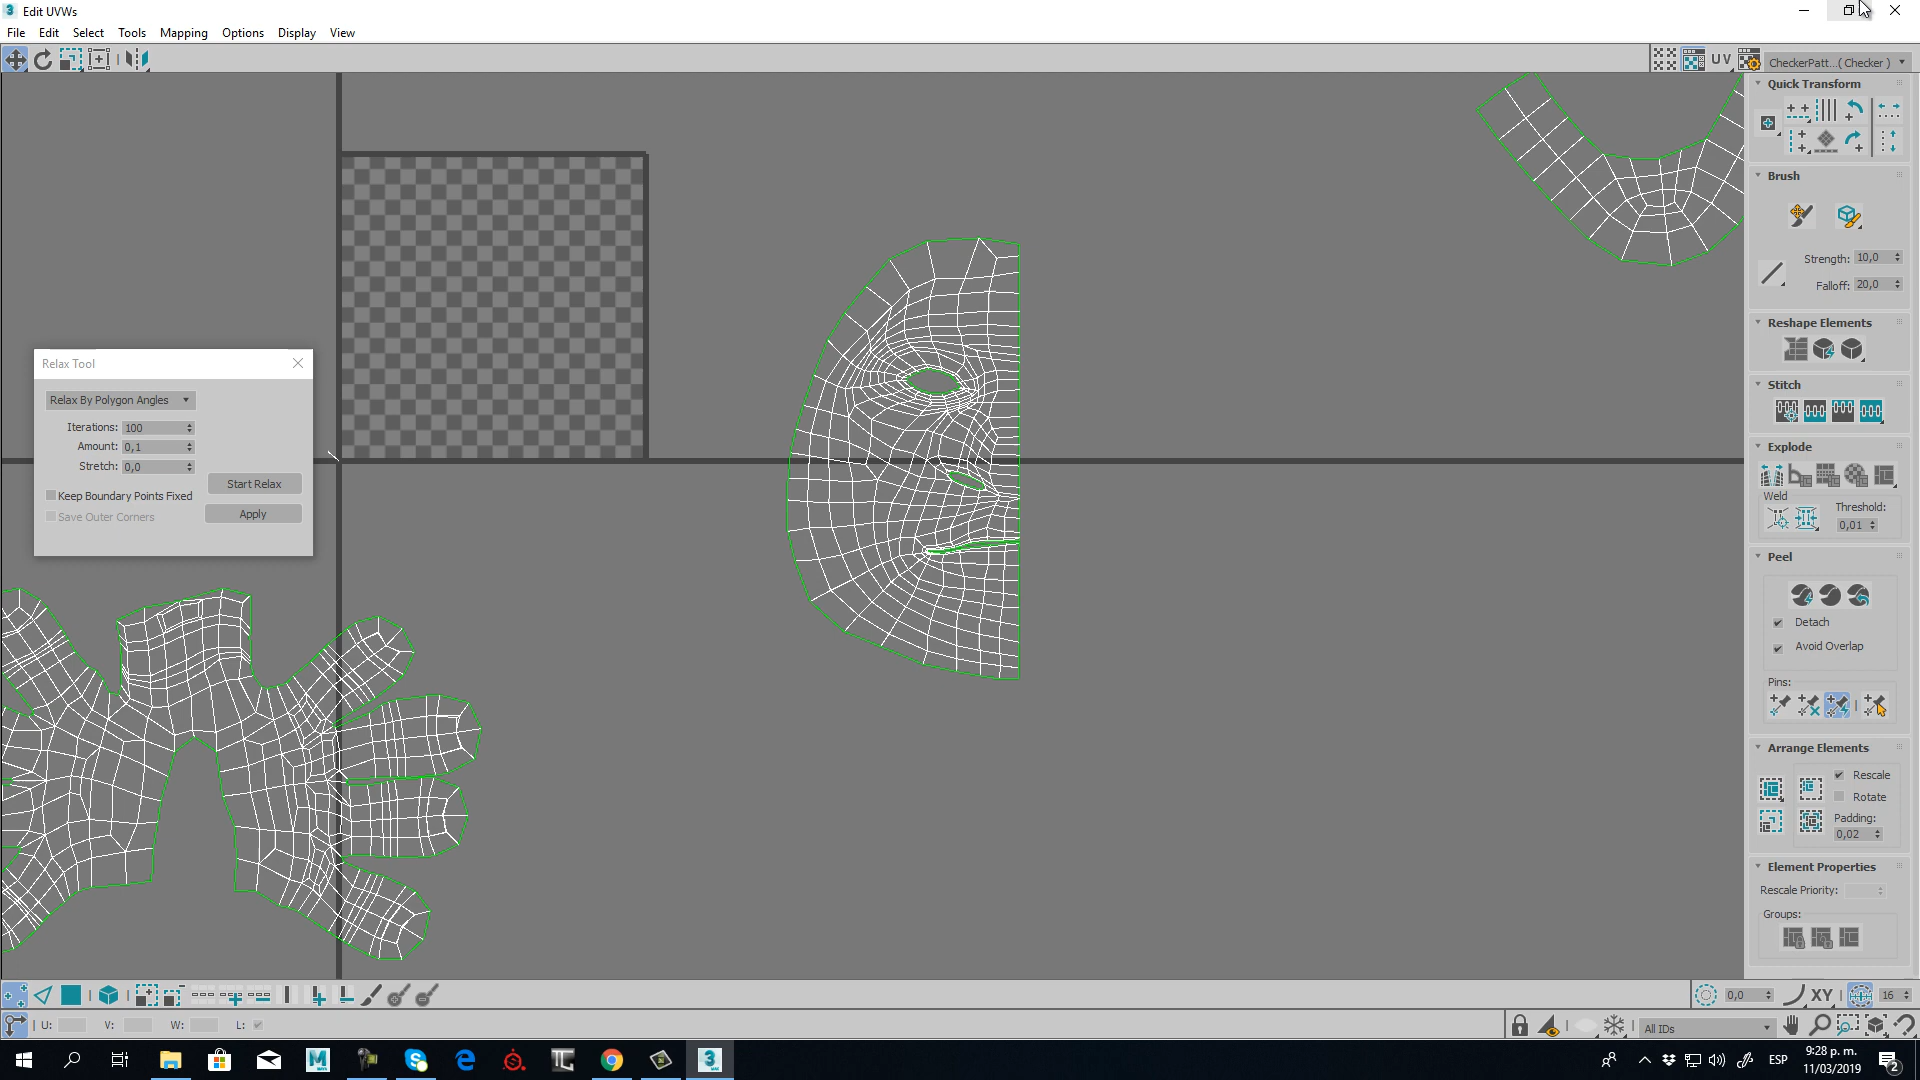 Edit UVWs
File Edit Select Tools Mapping Options Display View
UV
CheckerPatt...( Checker )
Quick Transform
Brush
Strength: 10,0
Falloff: 20,0
Reshape Elements
Stitch
Explode
Weld
Threshold:
0,01
Peel
Detach
Avoid Overlap
Pins:
Arrange Elements
Rescale
Rotate
Padding:
0,02
Element Properties
Rescale Priority:
Groups:
Relax Tool
Relax By Polygon Angles
Iterations: 100
Amount: 0,1
Stretch: 0,0
Start Relax
Keep Boundary Points Fixed
Apply
Save Outer Corners
0,0
XY
16
U: V: W: L:
All IDs
ESP
9:28 p. m.
11/03/2019
2